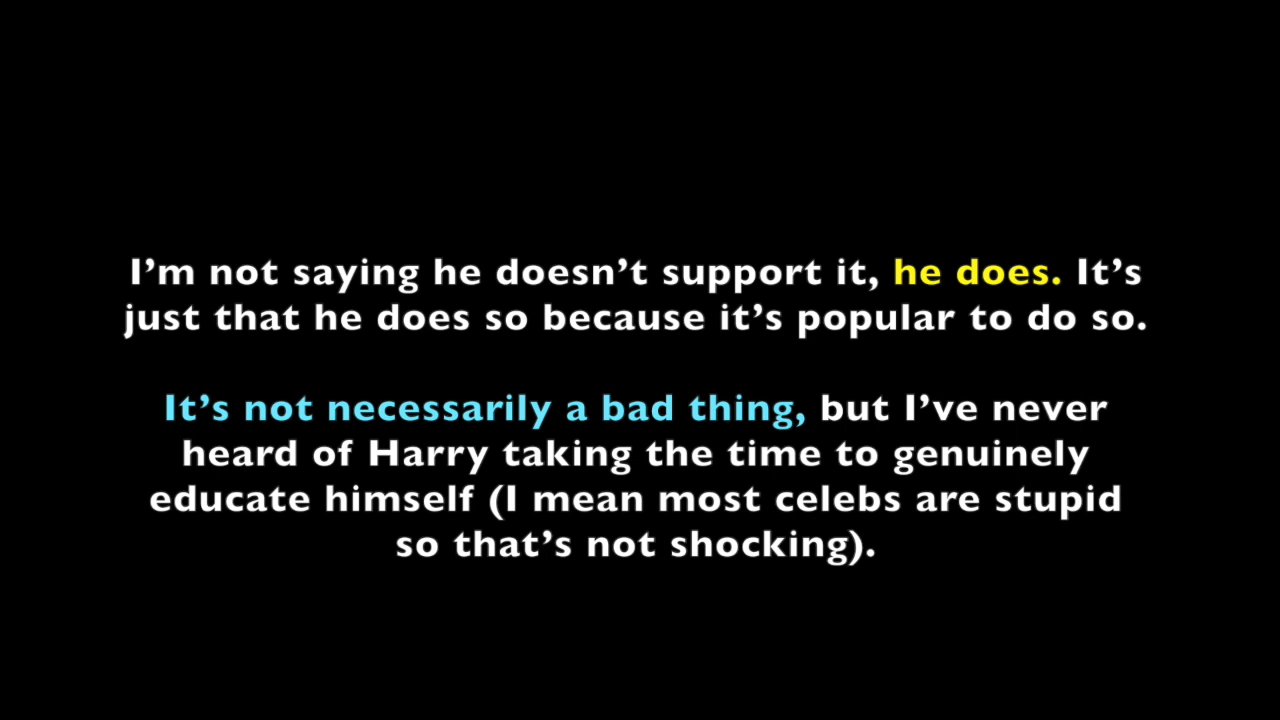 I’m not saying he doesn’t support it, he does. It’s
just that he does so because it’s popular to do so.
It’s not necessarily a bad thing, but I’ve never
heard of Harry taking the time to genuinely
educate himself (I mean most celebs are stupid
so that’s not shocking).